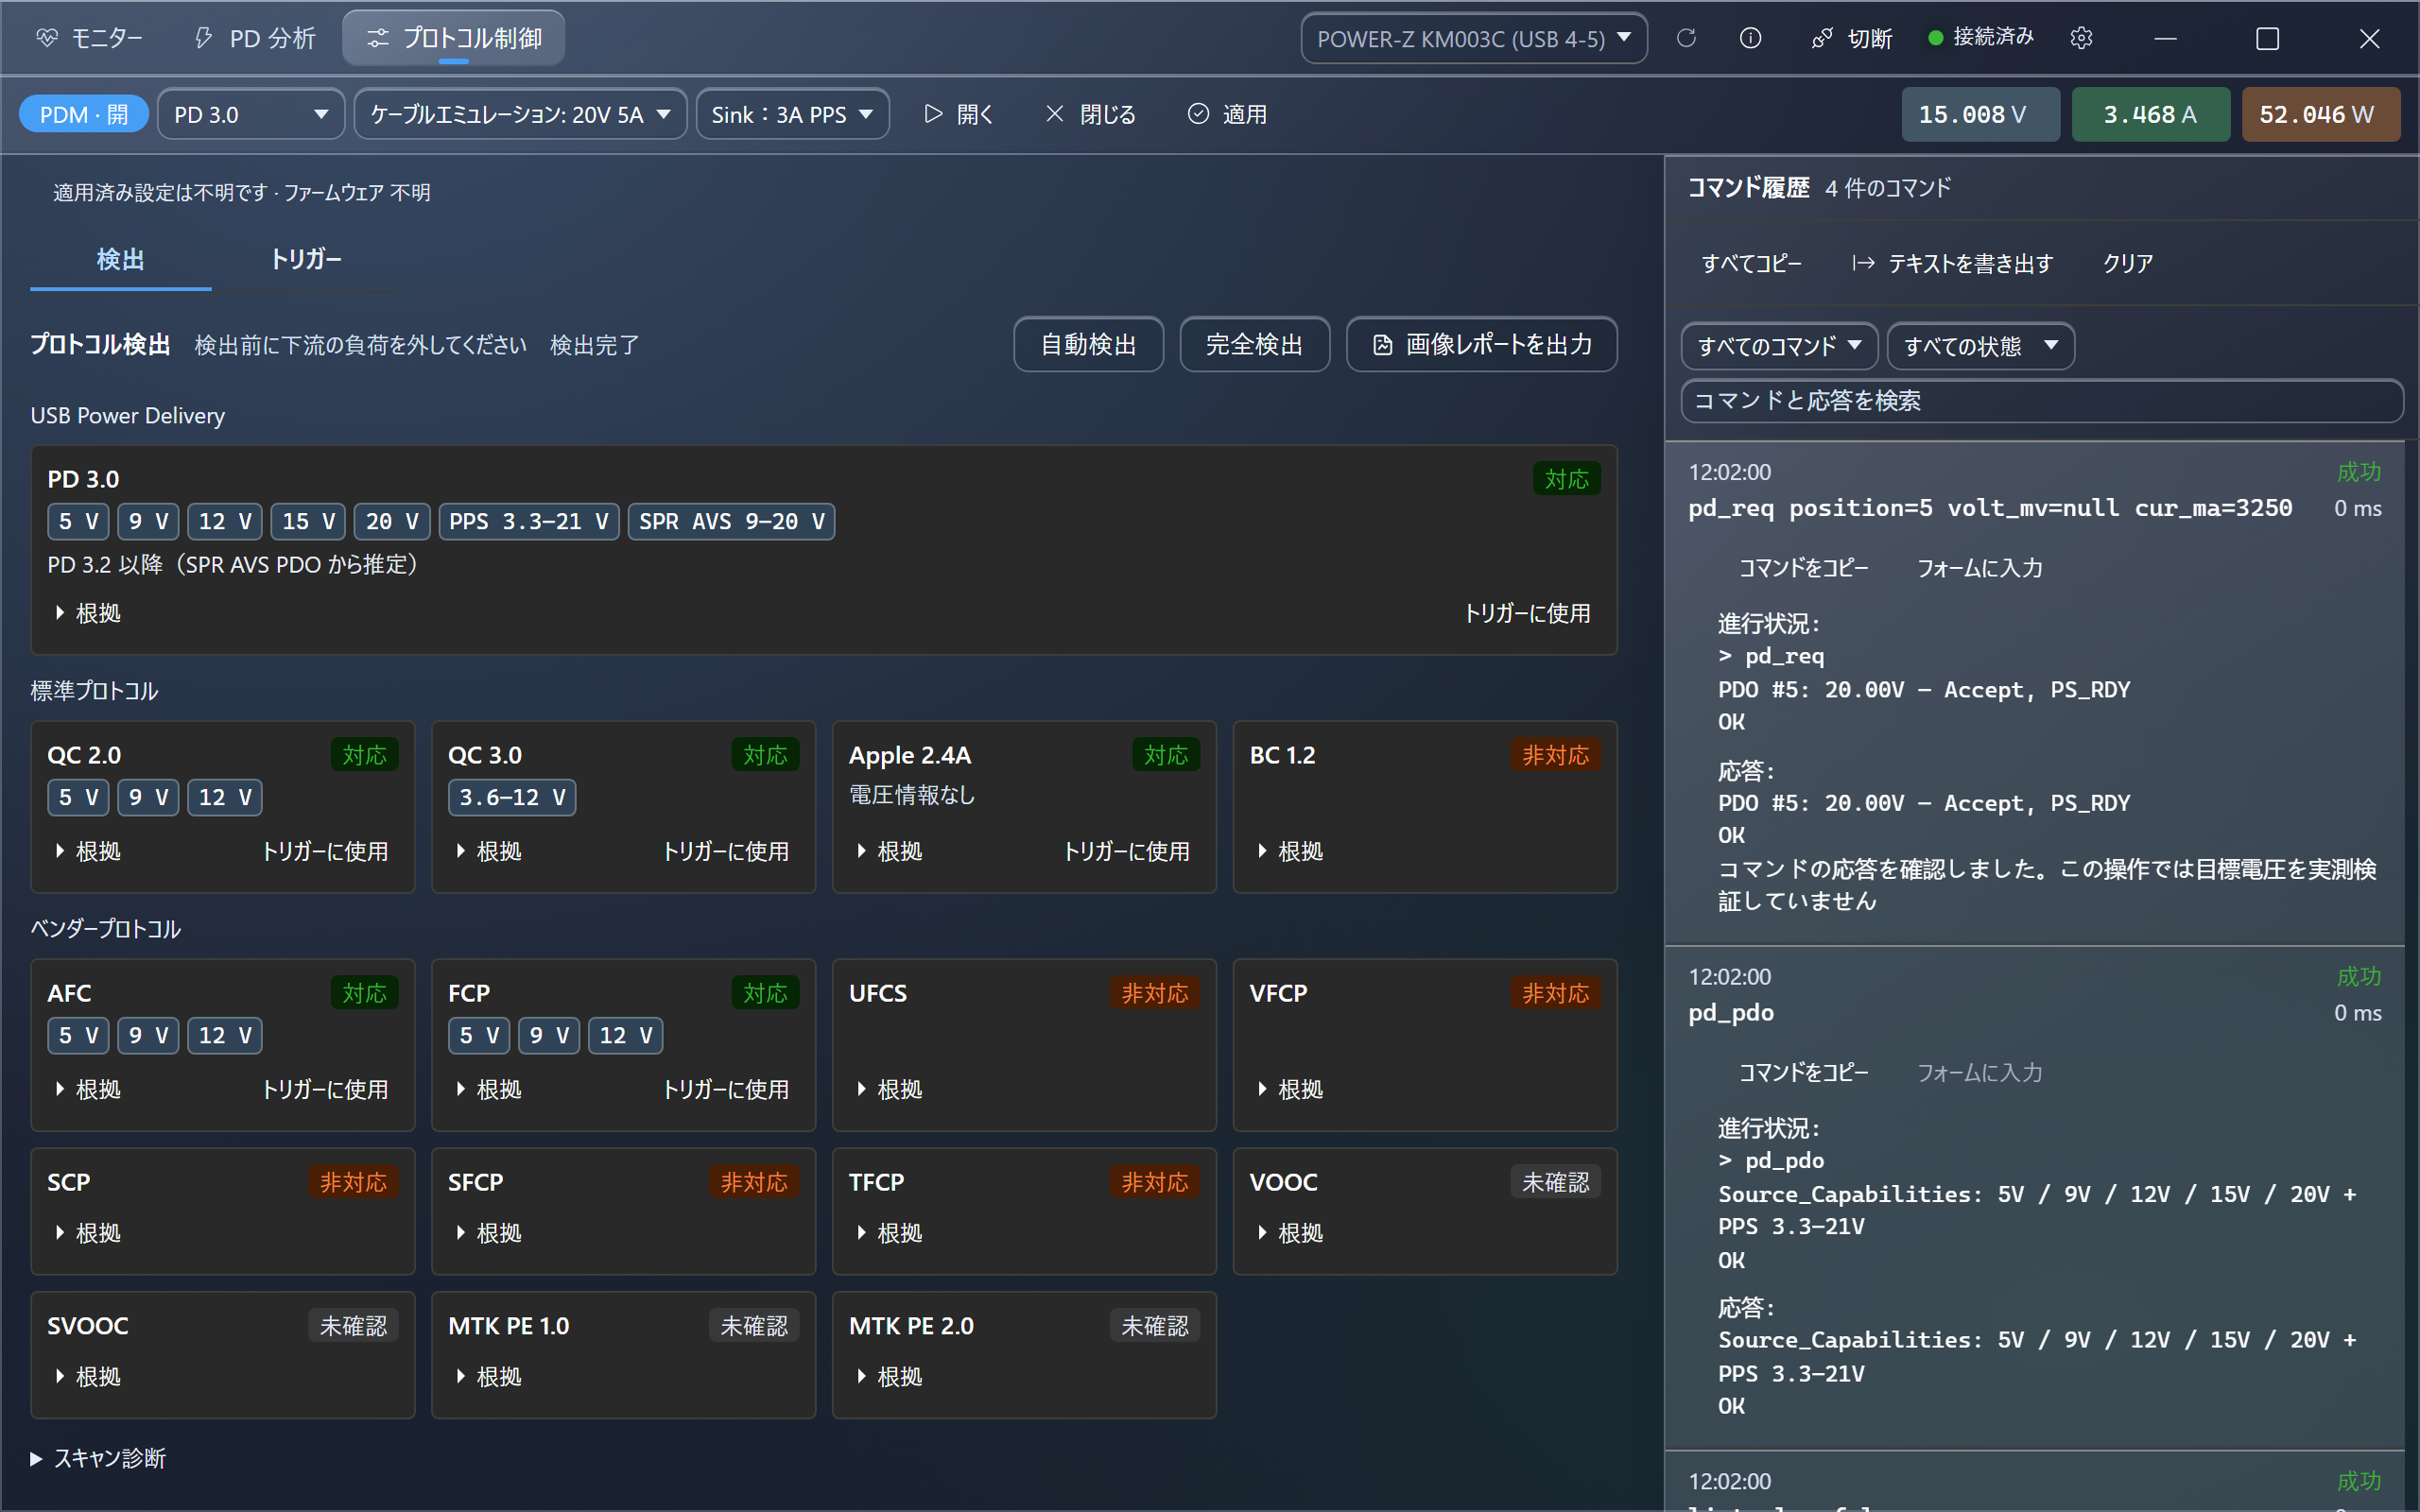 モニター
PD 分析
プロトコル制御
POWER-Z KM003C (USB 4-5)
切断
接続済み
PDM · 開
PD 3.0
ケーブルエミュレーション: 20V 5A
Sink：3A PPS
開く
閉じる
適用
15.008 V
3.468 A
52.046 W
適用済み設定は不明です · ファームウェア 不明
検出
トリガー
プロトコル検出
検出前に下流の負荷を外してください
検出完了
自動検出
完全検出
画像レポートを出力
USB Power Delivery
PD 3.0
対応
5 V
9 V
12 V
15 V
20 V
PPS 3.3–21 V
SPR AVS 9–20 V
PD 3.2 以降（SPR AVS PDO から推定）
根拠
トリガーに使用
標準プロトコル
QC 2.0
対応
5 V
9 V
12 V
根拠
トリガーに使用
QC 3.0
対応
3.6–12 V
根拠
トリガーに使用
Apple 2.4A
対応
電圧情報なし
根拠
トリガーに使用
BC 1.2
非対応
根拠
ベンダープロトコル
AFC
対応
5 V
9 V
12 V
根拠
トリガーに使用
FCP
対応
5 V
9 V
12 V
根拠
トリガーに使用
UFCS
非対応
根拠
VFCP
非対応
根拠
SCP
非対応
根拠
SFCP
非対応
根拠
TFCP
非対応
根拠
VOOC
未確認
根拠
SVOOC
未確認
根拠
MTK PE 1.0
未確認
根拠
MTK PE 2.0
未確認
根拠
スキャン診断
コマンド履歴
4 件のコマンド
すべてコピー
テキストを書き出す
クリア
すべてのコマンド
すべての状態
コマンドと応答を検索
12:02:00
成功
pd_req position=5 volt_mv=null cur_ma=3250
0 ms
コマンドをコピー
フォームに入力
進行状況:
> pd_req
PDO #5: 20.00V — Accept, PS_RDY
OK
応答:
PDO #5: 20.00V — Accept, PS_RDY
OK
コマンドの応答を確認しました。この操作では目標電圧を実測検
証していません
12:02:00
成功
pd_pdo
0 ms
コマンドをコピー
フォームに入力
進行状況:
> pd_pdo
Source_Capabilities: 5V / 9V / 12V / 15V / 20V +
PPS 3.3–21V
OK
応答:
Source_Capabilities: 5V / 9V / 12V / 15V / 20V +
PPS 3.3–21V
OK
12:02:00
成功